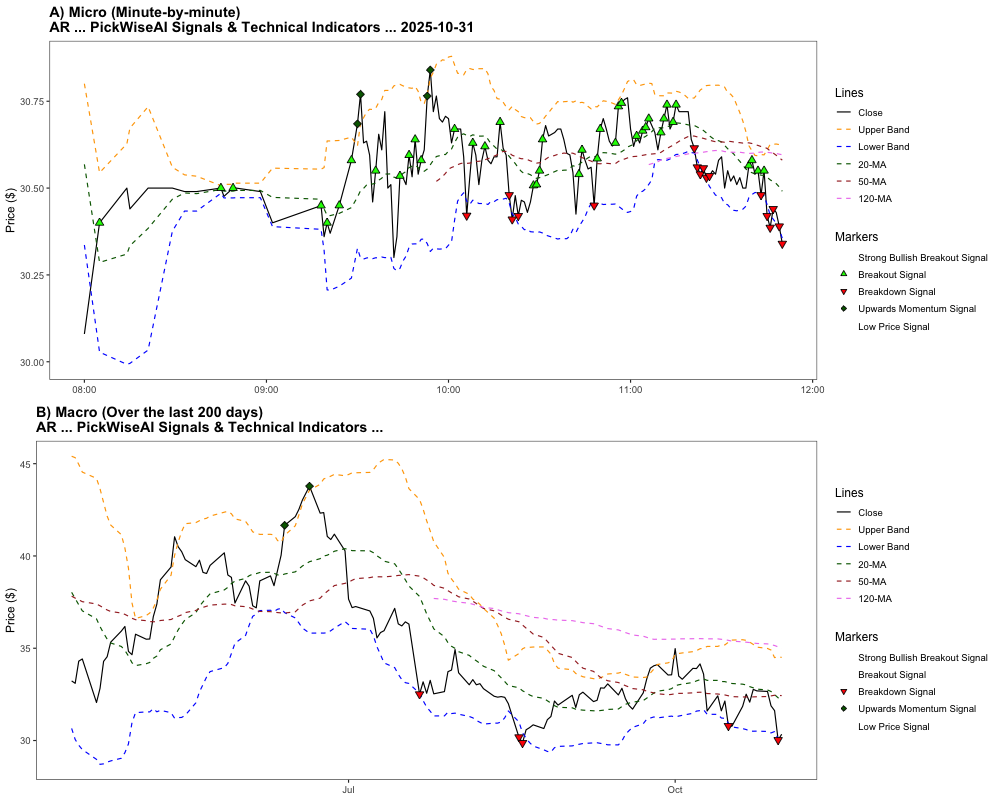 A) Micro (Minute-by-minute)
AR ... PickWiseAI Signals & Technical Indicators ... 2025-10-31
Price ($)
30.75
30.50
30.25
30.00
08:00 09:00 10:00 11:00 12:00
Lines
Close
Upper Band
Lower Band
20-MA
50-MA
120-MA
Markers
Strong Bullish Breakout Signal
Breakout Signal
Breakdown Signal
Upwards Momentum Signal
Low Price Signal
B) Macro (Over the last 200 days)
AR ... PickWiseAI Signals & Technical Indicators ...
Price ($)
45
40
35
30
Jul Oct
Lines
Close
Upper Band
Lower Band
20-MA
50-MA
120-MA
Markers
Strong Bullish Breakout Signal
Breakout Signal
Breakdown Signal
Upwards Momentum Signal
Low Price Signal